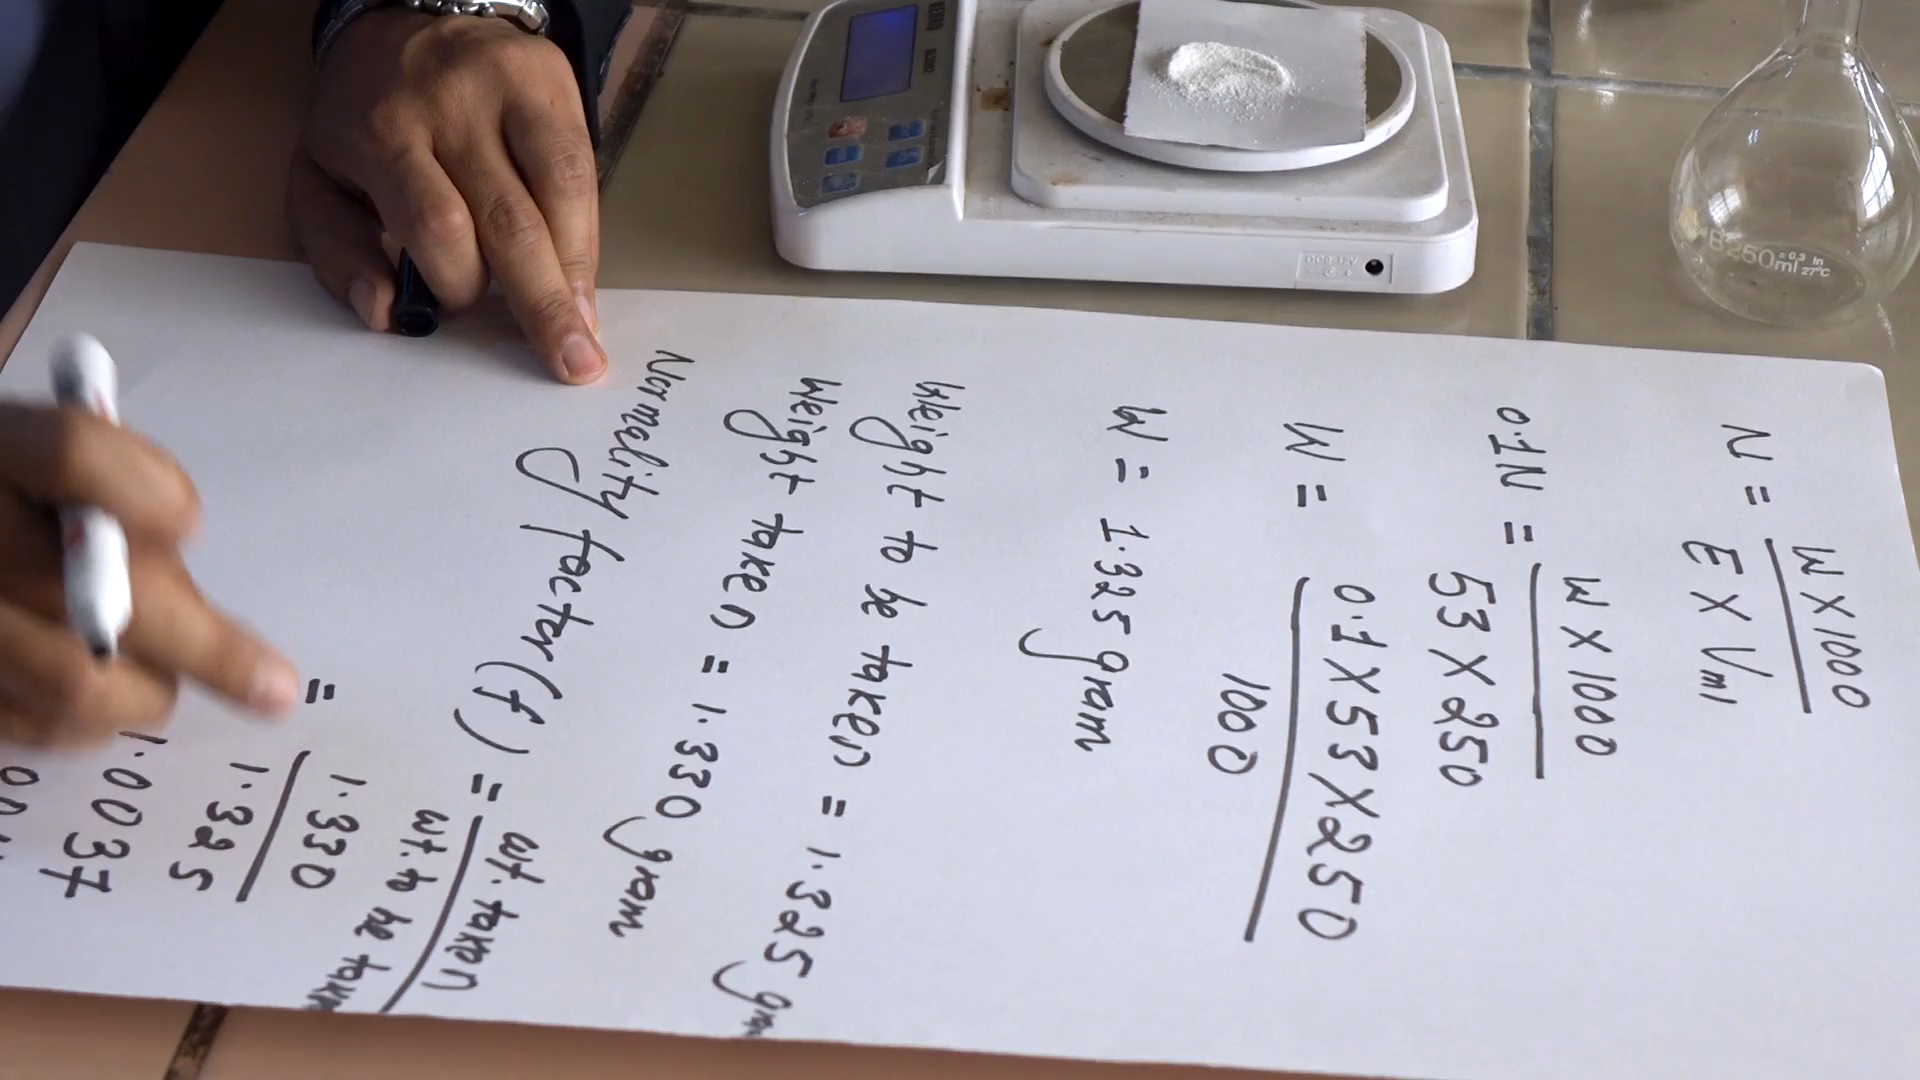 N = W X 1000
E X Vml
0.1N = W X 1000
53 X 250
W = 0.1 X 53 X 250
1000
W = 1.325 gram
Weight to be taken = 1.325
Weight taken = 1.330 gram
Normality factor (f) = wt. taken
wt. to be
= 1.330
1.325
1.0037
B 250ml
27°C